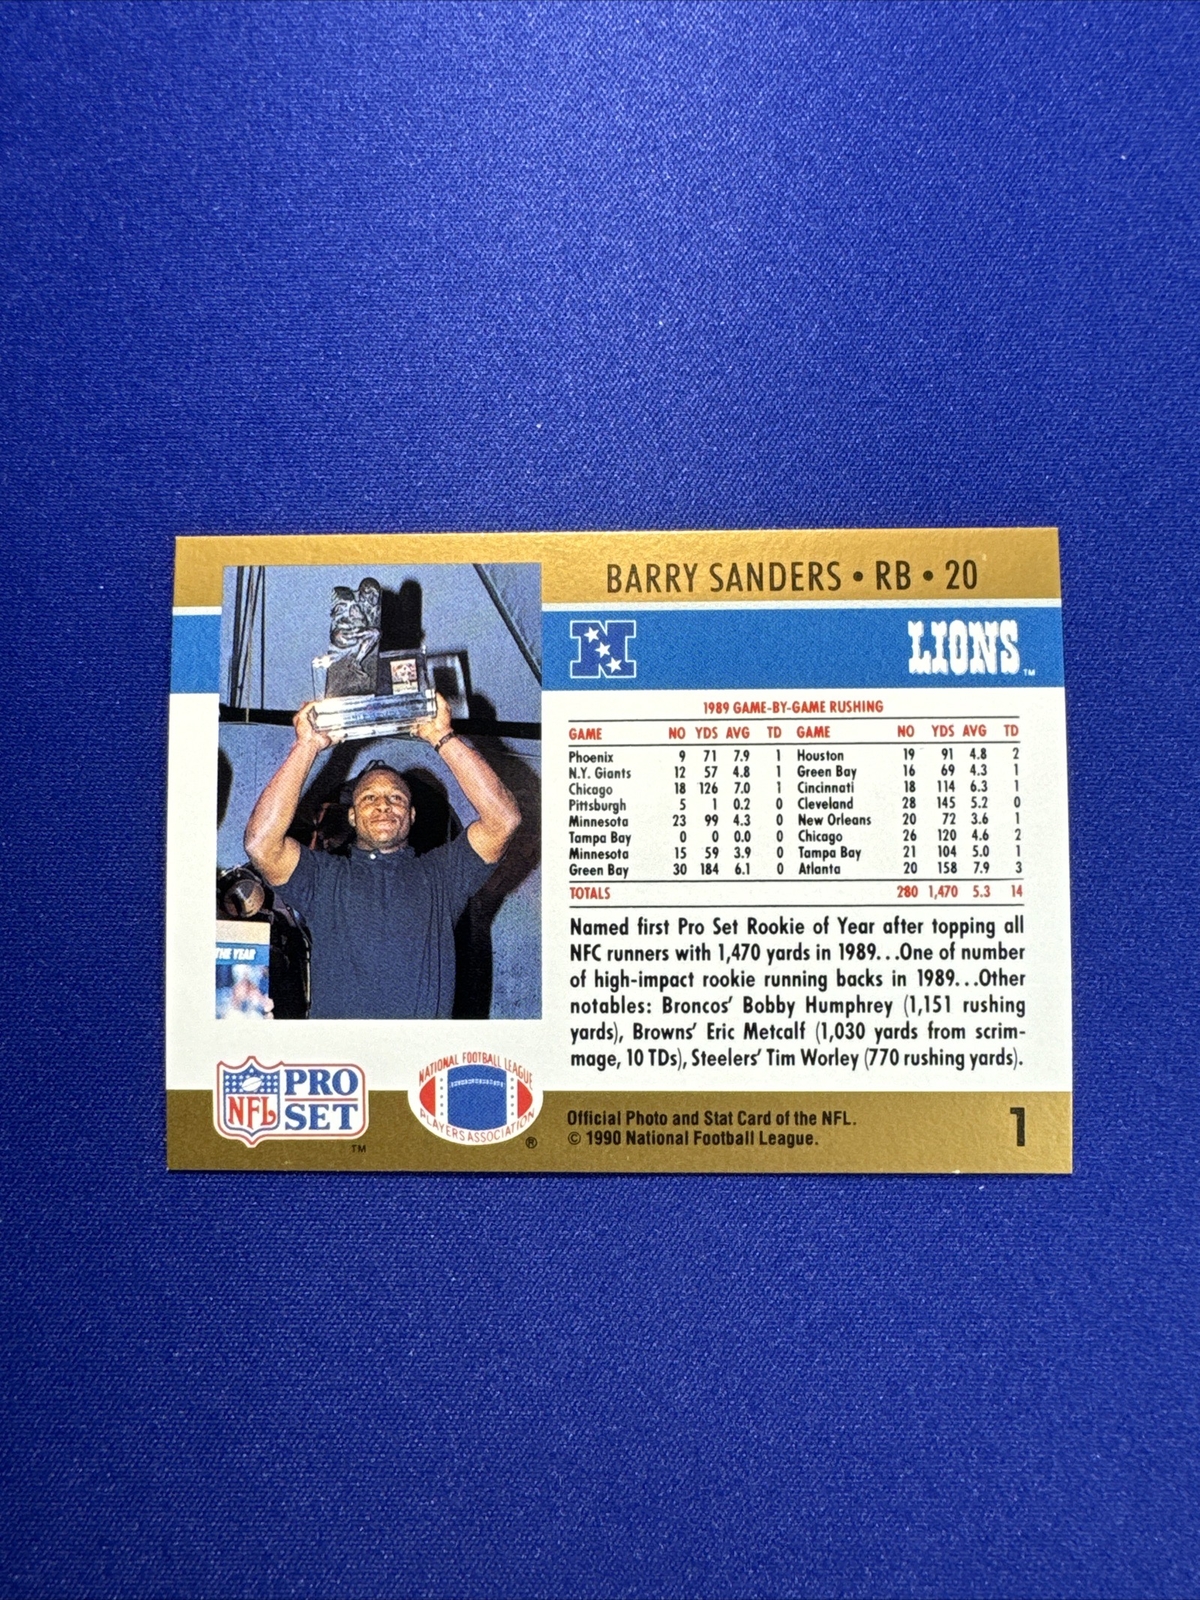 BARRY SANDERS • RB • 20
N
LIONS™
THE YEAR
1989 GAME-BY-GAME RUSHING
GAME NO YDS AVG TD GAME NO YDS AVG TD
Phoenix 9 71 7.9 1 Houston 19 91 4.8 2
N.Y. Giants 12 57 4.8 1 Green Bay 16 69 4.3 1
Chicago 18 126 7.0 1 Cincinnati 18 114 6.3 1
Pittsburgh 5 1 0.2 0 Cleveland 28 145 5.2 0
Minnesota 23 99 4.3 0 New Orleans 20 72 3.6 1
Tampa Bay 0 0 0.0 0 Chicago 26 120 4.6 2
Minnesota 15 59 3.9 0 Tampa Bay 21 104 5.0 1
Green Bay 30 184 6.1 0 Atlanta 20 158 7.9 3
TOTALS 280 1,470 5.3 14
Named first Pro Set Rookie of Year after topping all
NFC runners with 1,470 yards in 1989...One of number
of high-impact rookie running backs in 1989...Other
notables: Broncos' Bobby Humphrey (1,151 rushing
yards), Browns' Eric Metcalf (1,030 yards from scrim-
mage, 10 TDs), Steelers' Tim Worley (770 rushing yards).
NFL PRO SET™
NATIONAL FOOTBALL LEAGUE
PLAYERS ASSOCIATION®
Official Photo and Stat Card of the NFL.
© 1990 National Football League.
1